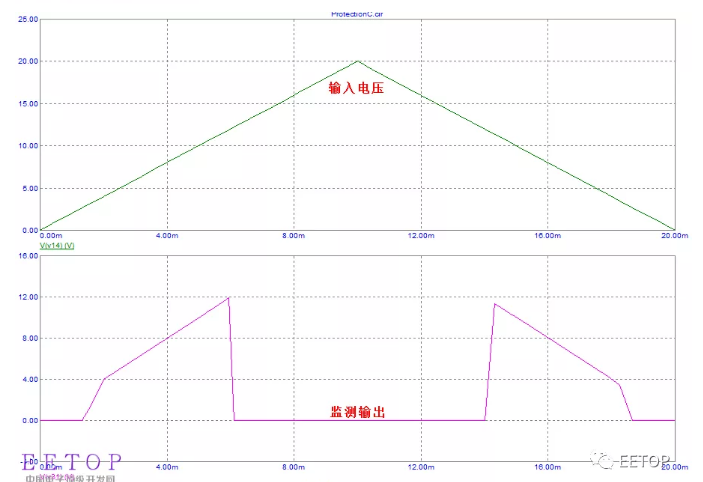 ProtectionC.cir
25.00
20.00
输入电压
15.00
10.00
5.00
0.00
0.00m 4.00m 8.00m 12.00m 16.00m 20.00m
V(v14) (V)
16.00
12.00
8.00
4.00
监测输出
0.00
EETOP
EETOP
0.00m 4.00m 8.00m 12.00m 16.00m 20.00m